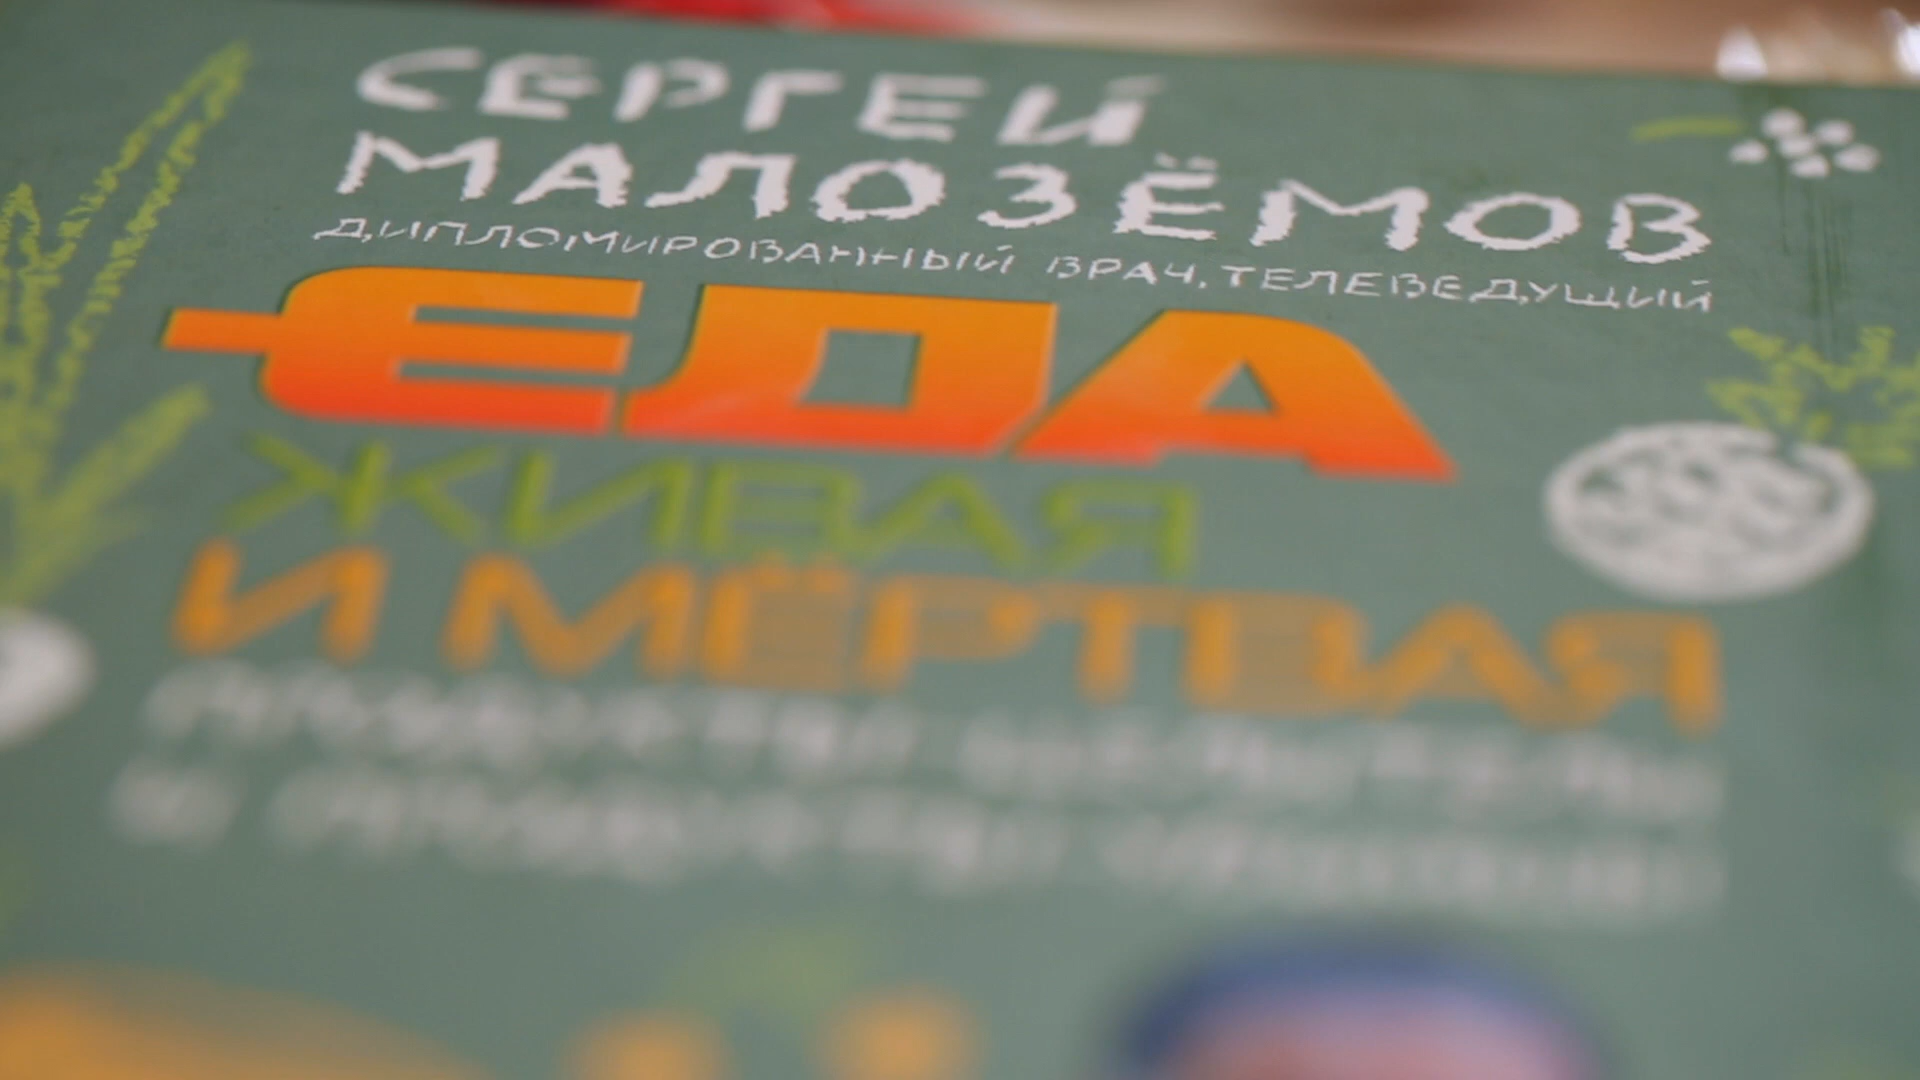 СЕРГЕЙ
МАЛОЗЁМОВ
ДИПЛОМИРОВАННЫЙ ВРАЧ, ТЕЛЕВЕДУЩИЙ
ЕДА
ЖИВАЯ
И МЁРТВАЯ